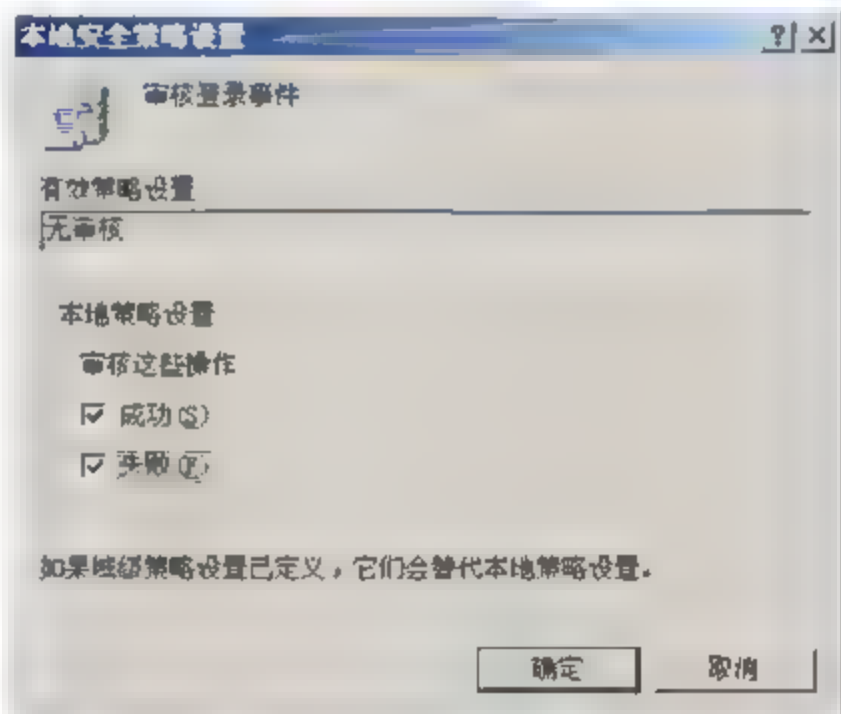 本地安全策略设置
审核登录事件
有效策略设置
无审核
本地策略设置
审核这些操作
成功(S)
失败(F)
如果域级策略设置已定义，它们会替代本地策略设置。
确定
取消